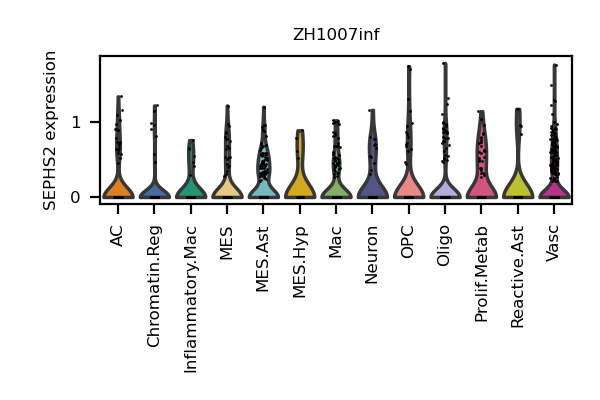 ZH1007inf
SEPHS2 expression
1
0
AC
Chromatin.Reg
Inflammatory.Mac
MES
MES.Ast
MES.Hyp
Mac
Neuron
OPC
Oligo
Prolif.Metab
Reactive.Ast
Vasc